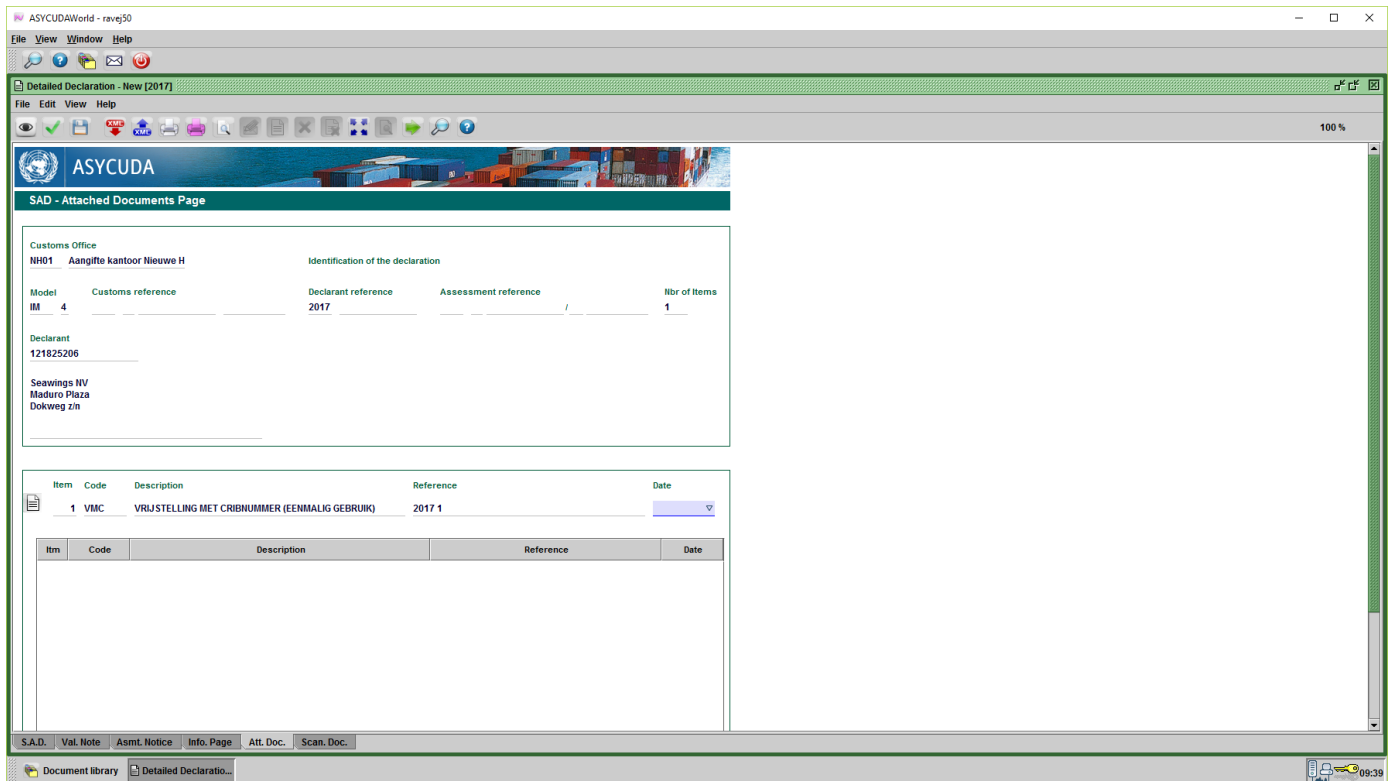 ASYCUDAWorld - ravej50
File View Window Help
Detailed Declaration - New [2017]
File Edit View Help
XML XML 100 %
ASYCUDA
SAD - Attached Documents Page
Customs Office
NH01 Aangifte kantoor Nieuwe H Identification of the declaration
Model Customs reference Declarant reference Assessment reference Nbr of Items
IM 4 2017 / 1
Declarant
121825206
Seawings NV
Maduro Plaza
Dokweg z/n
Item Code Description Reference Date
1 VMC VRIJSTELLING MET CRIBNUMMER (EENMALIG GEBRUIK) 2017 1
Itm Code Description Reference Date
S.A.D. Val. Note Asmt. Notice Info. Page Att. Doc. Scan. Doc.
Document library Detailed Declaratio... 09:39